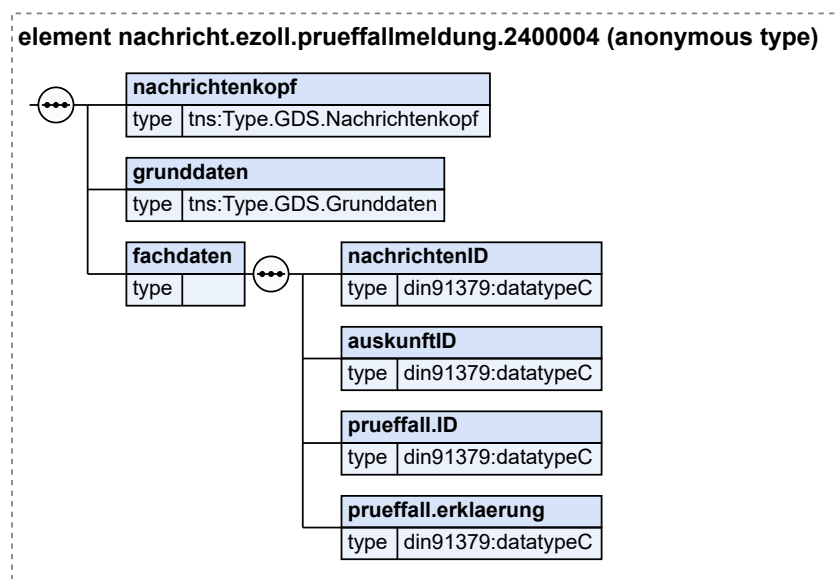 element nachricht.ezoll.prueffallmeldung.2400004 (anonymous type)
nachrichtenkopf
type tns:Type.GDS.Nachrichtenkopf
grunddaten
type tns:Type.GDS.Grunddaten
fachdaten
type
nachrichtenID
type din91379:datatypeC
auskunftID
type din91379:datatypeC
prueffall.ID
type din91379:datatypeC
prueffall.erklaerung
type din91379:datatypeC